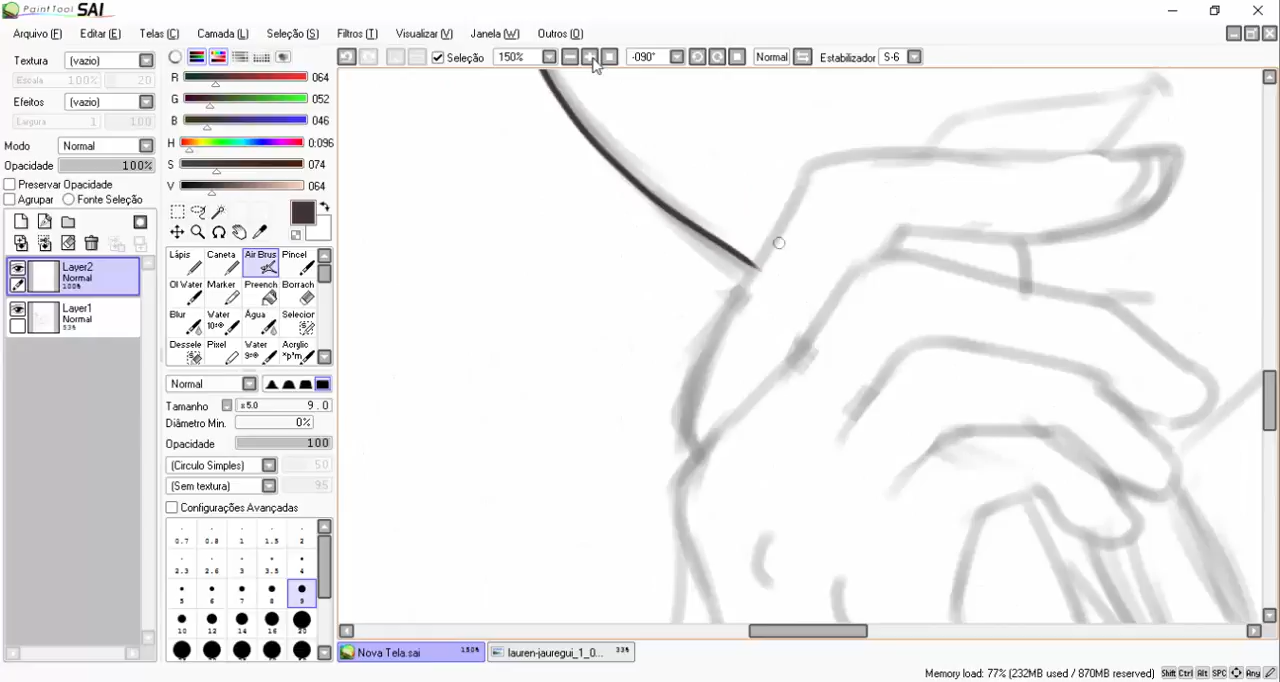 PaintTool SAI
Arquivo (F) Editar (E) Telas (C) Camada (L) Seleção (S) Filtros (T) Visualizar (V) Janela (W) Outros (O)
Seleção 150% -090° Normal Estabilizador S-6
Textura (vazio)
Escala 20
Efeitos (vazio)
Largura 1 100
Modo Normal
Opacidade 100%
Preservar Opacidade
Agrupar Fonte Seleção
Layer2
Normal
100%
Layer1
Normal
53%
R 064
G 052
B 046
H 0:096
S 074
V 064
Lápis Caneta Air Brus Pincel
Ol Water Marker Preench Borrach
Blur Water Água Selecior
Dessele Pixel Water Acrylic
Normal
Tamanho x 5.0 9.0
Diâmetro Min. 0%
Opacidade 100
(Circulo Simples) 50
(Sem textura) 95
Configurações Avançadas
0.7 0.8 1 1.5 2
2.3 2.6 3 3.5 4
5 6 7 8 9
10 12 14 16 20
Nova Tela.sai 150% lauren-jauregui_1_0... 33%
Memory load: 77% (232MB used / 870MB reserved) Shift Ctrl Alt SPC Any